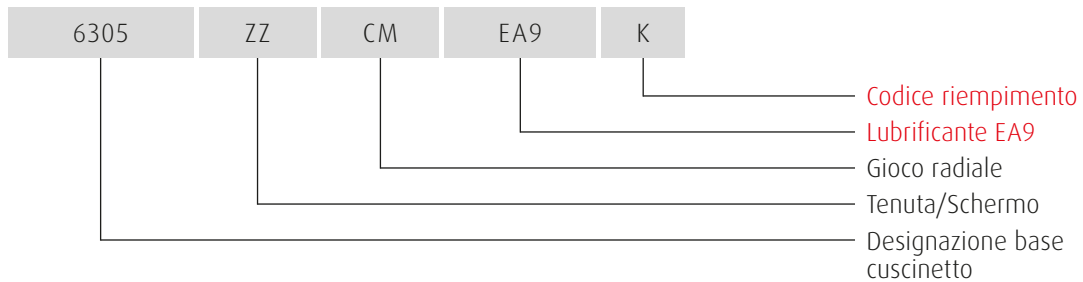 6305 ZZ CM EA9 K
Codice riempimento
Lubrificante EA9
Gioco radiale
Tenuta/Schermo
Designazione base
cuscinetto